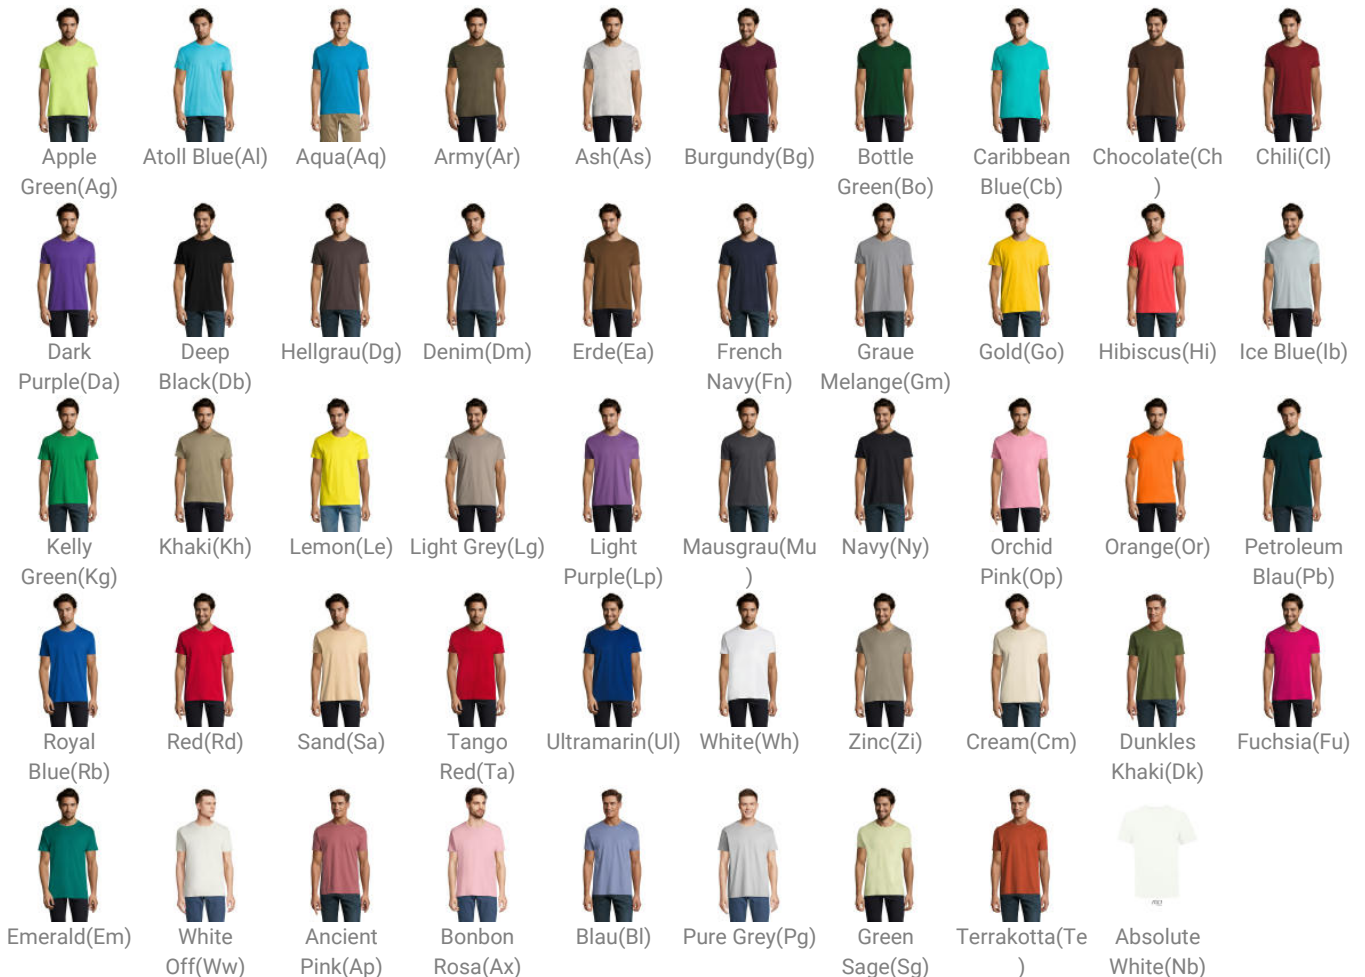 Apple
Green(Ag)
Atoll Blue(Al)
Aqua(Aq)
Army(Ar)
Ash(As)
Burgundy(Bg)
Bottle
Green(Bo)
Caribbean
Blue(Cb)
Chocolate(Ch
)
Chili(Cl)
Dark
Purple(Da)
Deep
Black(Db)
Hellgrau(Dg)
Denim(Dm)
Erde(Ea)
French
Navy(Fn)
Graue
Melange(Gm)
Gold(Go)
Hibiscus(Hi)
Ice Blue(Ib)
Kelly
Green(Kg)
Khaki(Kh)
Lemon(Le)
Light Grey(Lg)
Light
Purple(Lp)
Mausgrau(Mu
)
Navy(Ny)
Orchid
Pink(Op)
Orange(Or)
Petroleum
Blau(Pb)
Royal
Blue(Rb)
Red(Rd)
Sand(Sa)
Tango
Red(Ta)
Ultramarin(Ul)
White(Wh)
Zinc(Zi)
Cream(Cm)
Dunkles
Khaki(Dk)
Fuchsia(Fu)
Emerald(Em)
White
Off(Ww)
Ancient
Pink(Ap)
Bonbon
Rosa(Ax)
Blau(Bl)
Pure Grey(Pg)
Green
Sage(Sg)
Terrakotta(Te
)
Absolute
White(Nb)